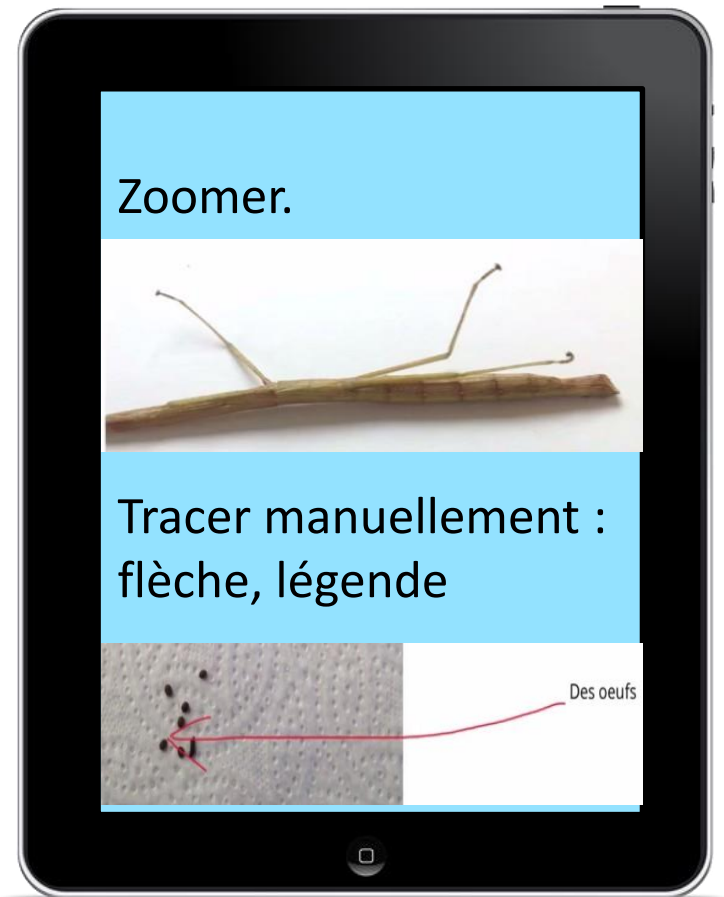 Zoomer.
Tracer manuellement :
flèche, légende
Des oeufs